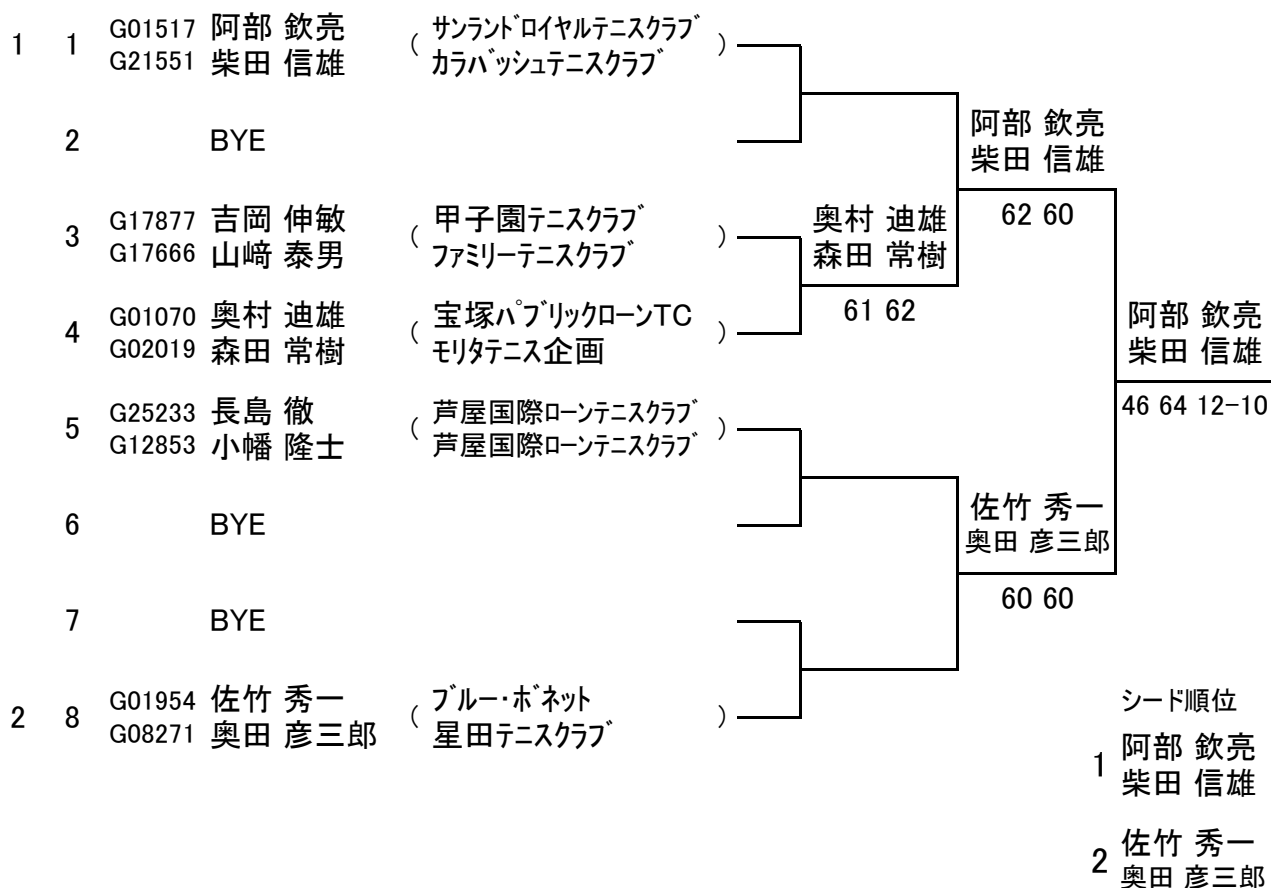 1 1 G01517 阿部 欽亮 ( サンランドロイヤルテニスクラブ )
G21551 柴田 信雄 カラバッシュテニスクラブ
2 BYE
阿部 欽亮
柴田 信雄
62 60
3 G17877 吉岡 伸敏 ( 甲子園テニスクラブ )
G17666 山﨑 泰男 ファミリーテニスクラブ
奥村 迪雄
森田 常樹
61 62
4 G01070 奥村 迪雄 ( 宝塚パブリックローンTC )
G02019 森田 常樹 モリタテニス企画
阿部 欽亮
柴田 信雄
46 64 12-10
5 G25233 長島 徹 ( 芦屋国際ローンテニスクラブ )
G12853 小幡 隆士 芦屋国際ローンテニスクラブ
6 BYE
佐竹 秀一
奥田 彦三郎
60 60
7 BYE
2 8 G01954 佐竹 秀一 ( ブルー・ボネット )
G08271 奥田 彦三郎 星田テニスクラブ
シード順位
1 阿部 欽亮
柴田 信雄
2 佐竹 秀一
奥田 彦三郎